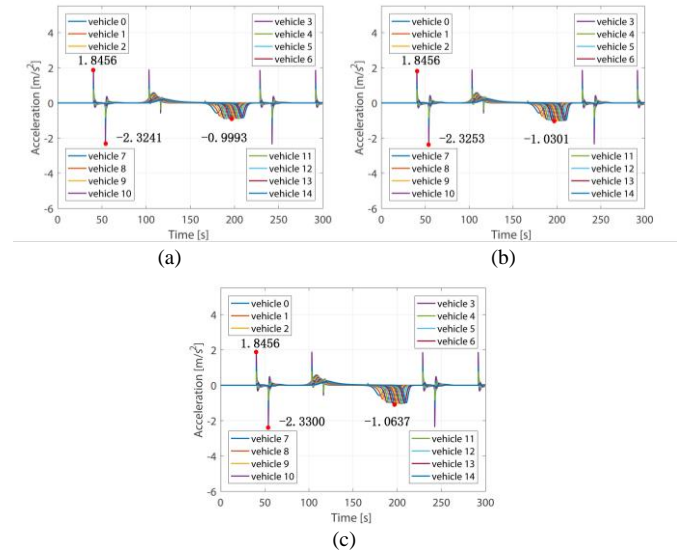 vehicle 0
vehicle 1
vehicle 2
vehicle 3
vehicle 4
vehicle 5
vehicle 6
1.8456
-2.3241
-0.9993
vehicle 7
vehicle 8
vehicle 9
vehicle 10
vehicle 11
vehicle 12
vehicle 13
vehicle 14
Acceleration [m/s²]
4
2
0
-2
-4
-6
0 50 100 150 200 250 300
Time [s]
(a)
vehicle 0
vehicle 1
vehicle 2
vehicle 3
vehicle 4
vehicle 5
vehicle 6
1.8456
-2.3253
-1.0301
vehicle 7
vehicle 8
vehicle 9
vehicle 10
vehicle 11
vehicle 12
vehicle 13
vehicle 14
Acceleration [m/s²]
4
2
0
-2
-4
-6
0 50 100 150 200 250 300
Time [s]
(b)
vehicle 0
vehicle 1
vehicle 2
vehicle 3
vehicle 4
vehicle 5
vehicle 6
1.8456
-2.3300
-1.0637
vehicle 7
vehicle 8
vehicle 9
vehicle 10
vehicle 11
vehicle 12
vehicle 13
vehicle 14
Acceleration [m/s²]
4
2
0
-2
-4
-6
0 50 100 150 200 250 300
Time [s]
(c)